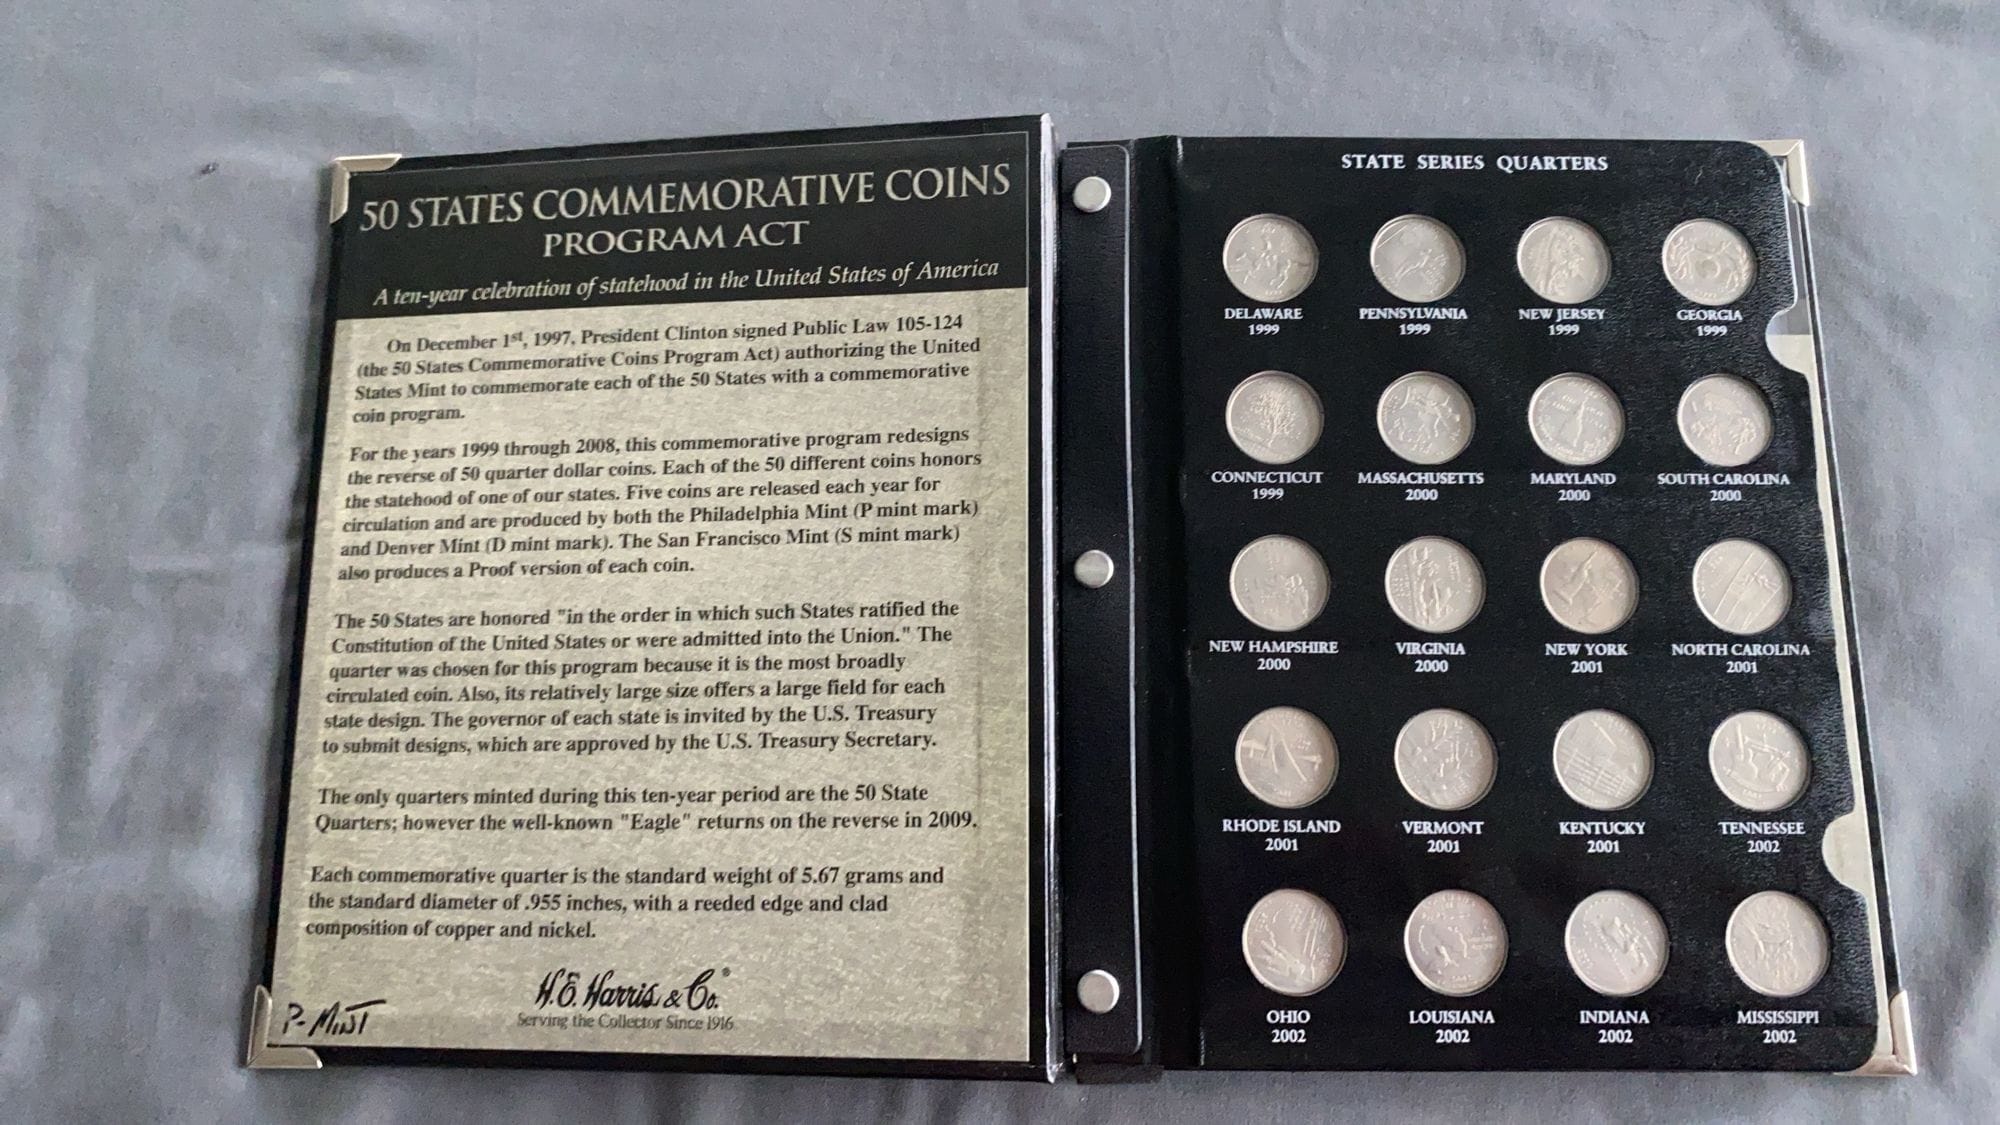 50 STATES COMMEMORATIVE COINS
PROGRAM ACT
A ten-year celebration of statehood in the United States of America
On December 1st, 1997, President Clinton signed Public Law 105-124
(the 50 States Commemorative Coins Program Act) authorizing the United
States Mint to commemorate each of the 50 States with a commemorative
coin program.
For the years 1999 through 2008, this commemorative program redesigns
the reverse of 50 quarter dollar coins. Each of the 50 different coins honors
the statehood of one of our states. Five coins are released each year for
circulation and are produced by both the Philadelphia Mint (P mint mark)
and Denver Mint (D mint mark). The San Francisco Mint (S mint mark)
also produces a Proof version of each coin.
The 50 States are honored "in the order in which such States ratified the
Constitution of the United States or were admitted into the Union." The
quarter was chosen for this program because it is the most broadly
circulated coin. Also, its relatively large size offers a large field for each
state design. The governor of each state is invited by the U.S. Treasury
to submit designs, which are approved by the U.S. Treasury Secretary.
The only quarters minted during this ten-year period are the 50 State
Quarters; however the well-known "Eagle" returns on the reverse in 2009.
Each commemorative quarter is the standard weight of 5.67 grams and
the standard diameter of .955 inches, with a reeded edge and clad
composition of copper and nickel.
H.E. Harris & Co.®
Serving the Collector Since 1916
P-MINT
STATE SERIES QUARTERS
DELAWARE PENNSYLVANIA NEW JERSEY GEORGIA
1999 1999 1999 1999
CONNECTICUT MASSACHUSETTS MARYLAND SOUTH CAROLINA
1999 2000 2000 2000
NEW HAMPSHIRE VIRGINIA NEW YORK NORTH CAROLINA
2000 2000 2001 2001
RHODE ISLAND VERMONT KENTUCKY TENNESSEE
2001 2001 2001 2002
OHIO LOUISIANA INDIANA MISSISSIPPI
2002 2002 2002 2002